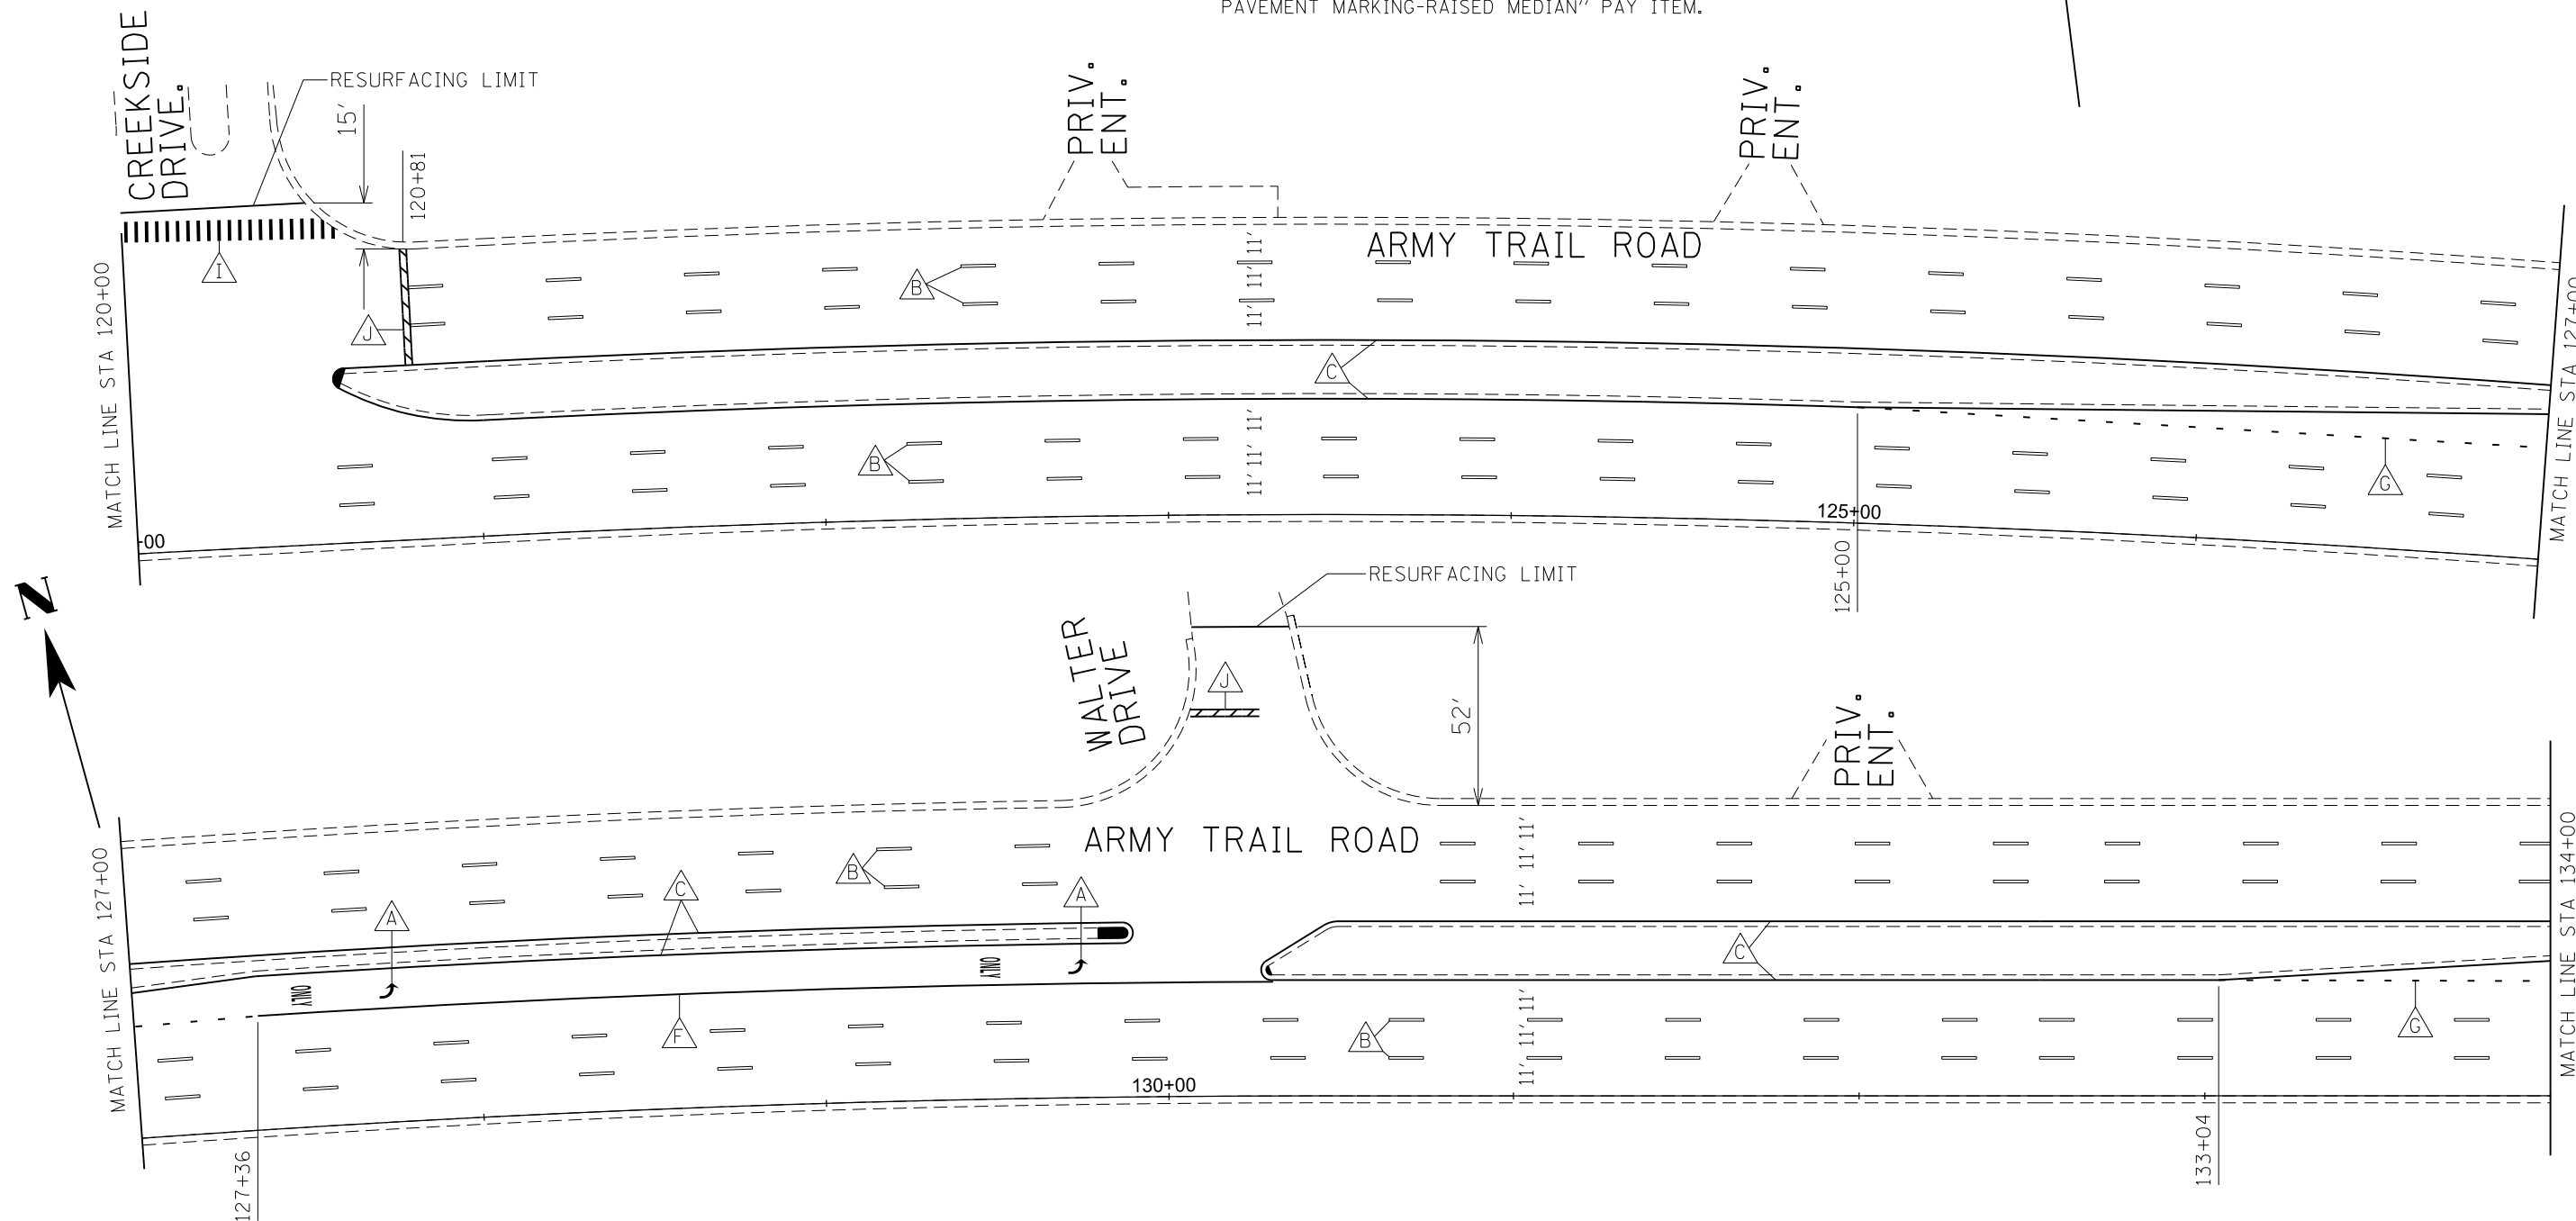 PAVEMENT MARKING-RAISED MEDIAN" PAY ITEM.
CREEKSIDE
DRIVE.
RESURFACING LIMIT
15'
120+81
PRIV.
ENT.
PRIV.
ENT.
ARMY TRAIL ROAD
I
J
B
11' 11' 11'
C
MATCH LINE STA 120+00
MATCH LINE STA 127+00
B
11' 11' 11'
G
+00
125+00
125+00
N
RESURFACING LIMIT
WALTER
DRIVE
J
52'
PRIV.
ENT.
ARMY TRAIL ROAD
MATCH LINE STA 127+00
MATCH LINE STA 134+00
B
C
A
A
11' 11' 11'
C
ONLY
ONLY
F
B
11' 11' 11'
G
130+00
127+36
133+04